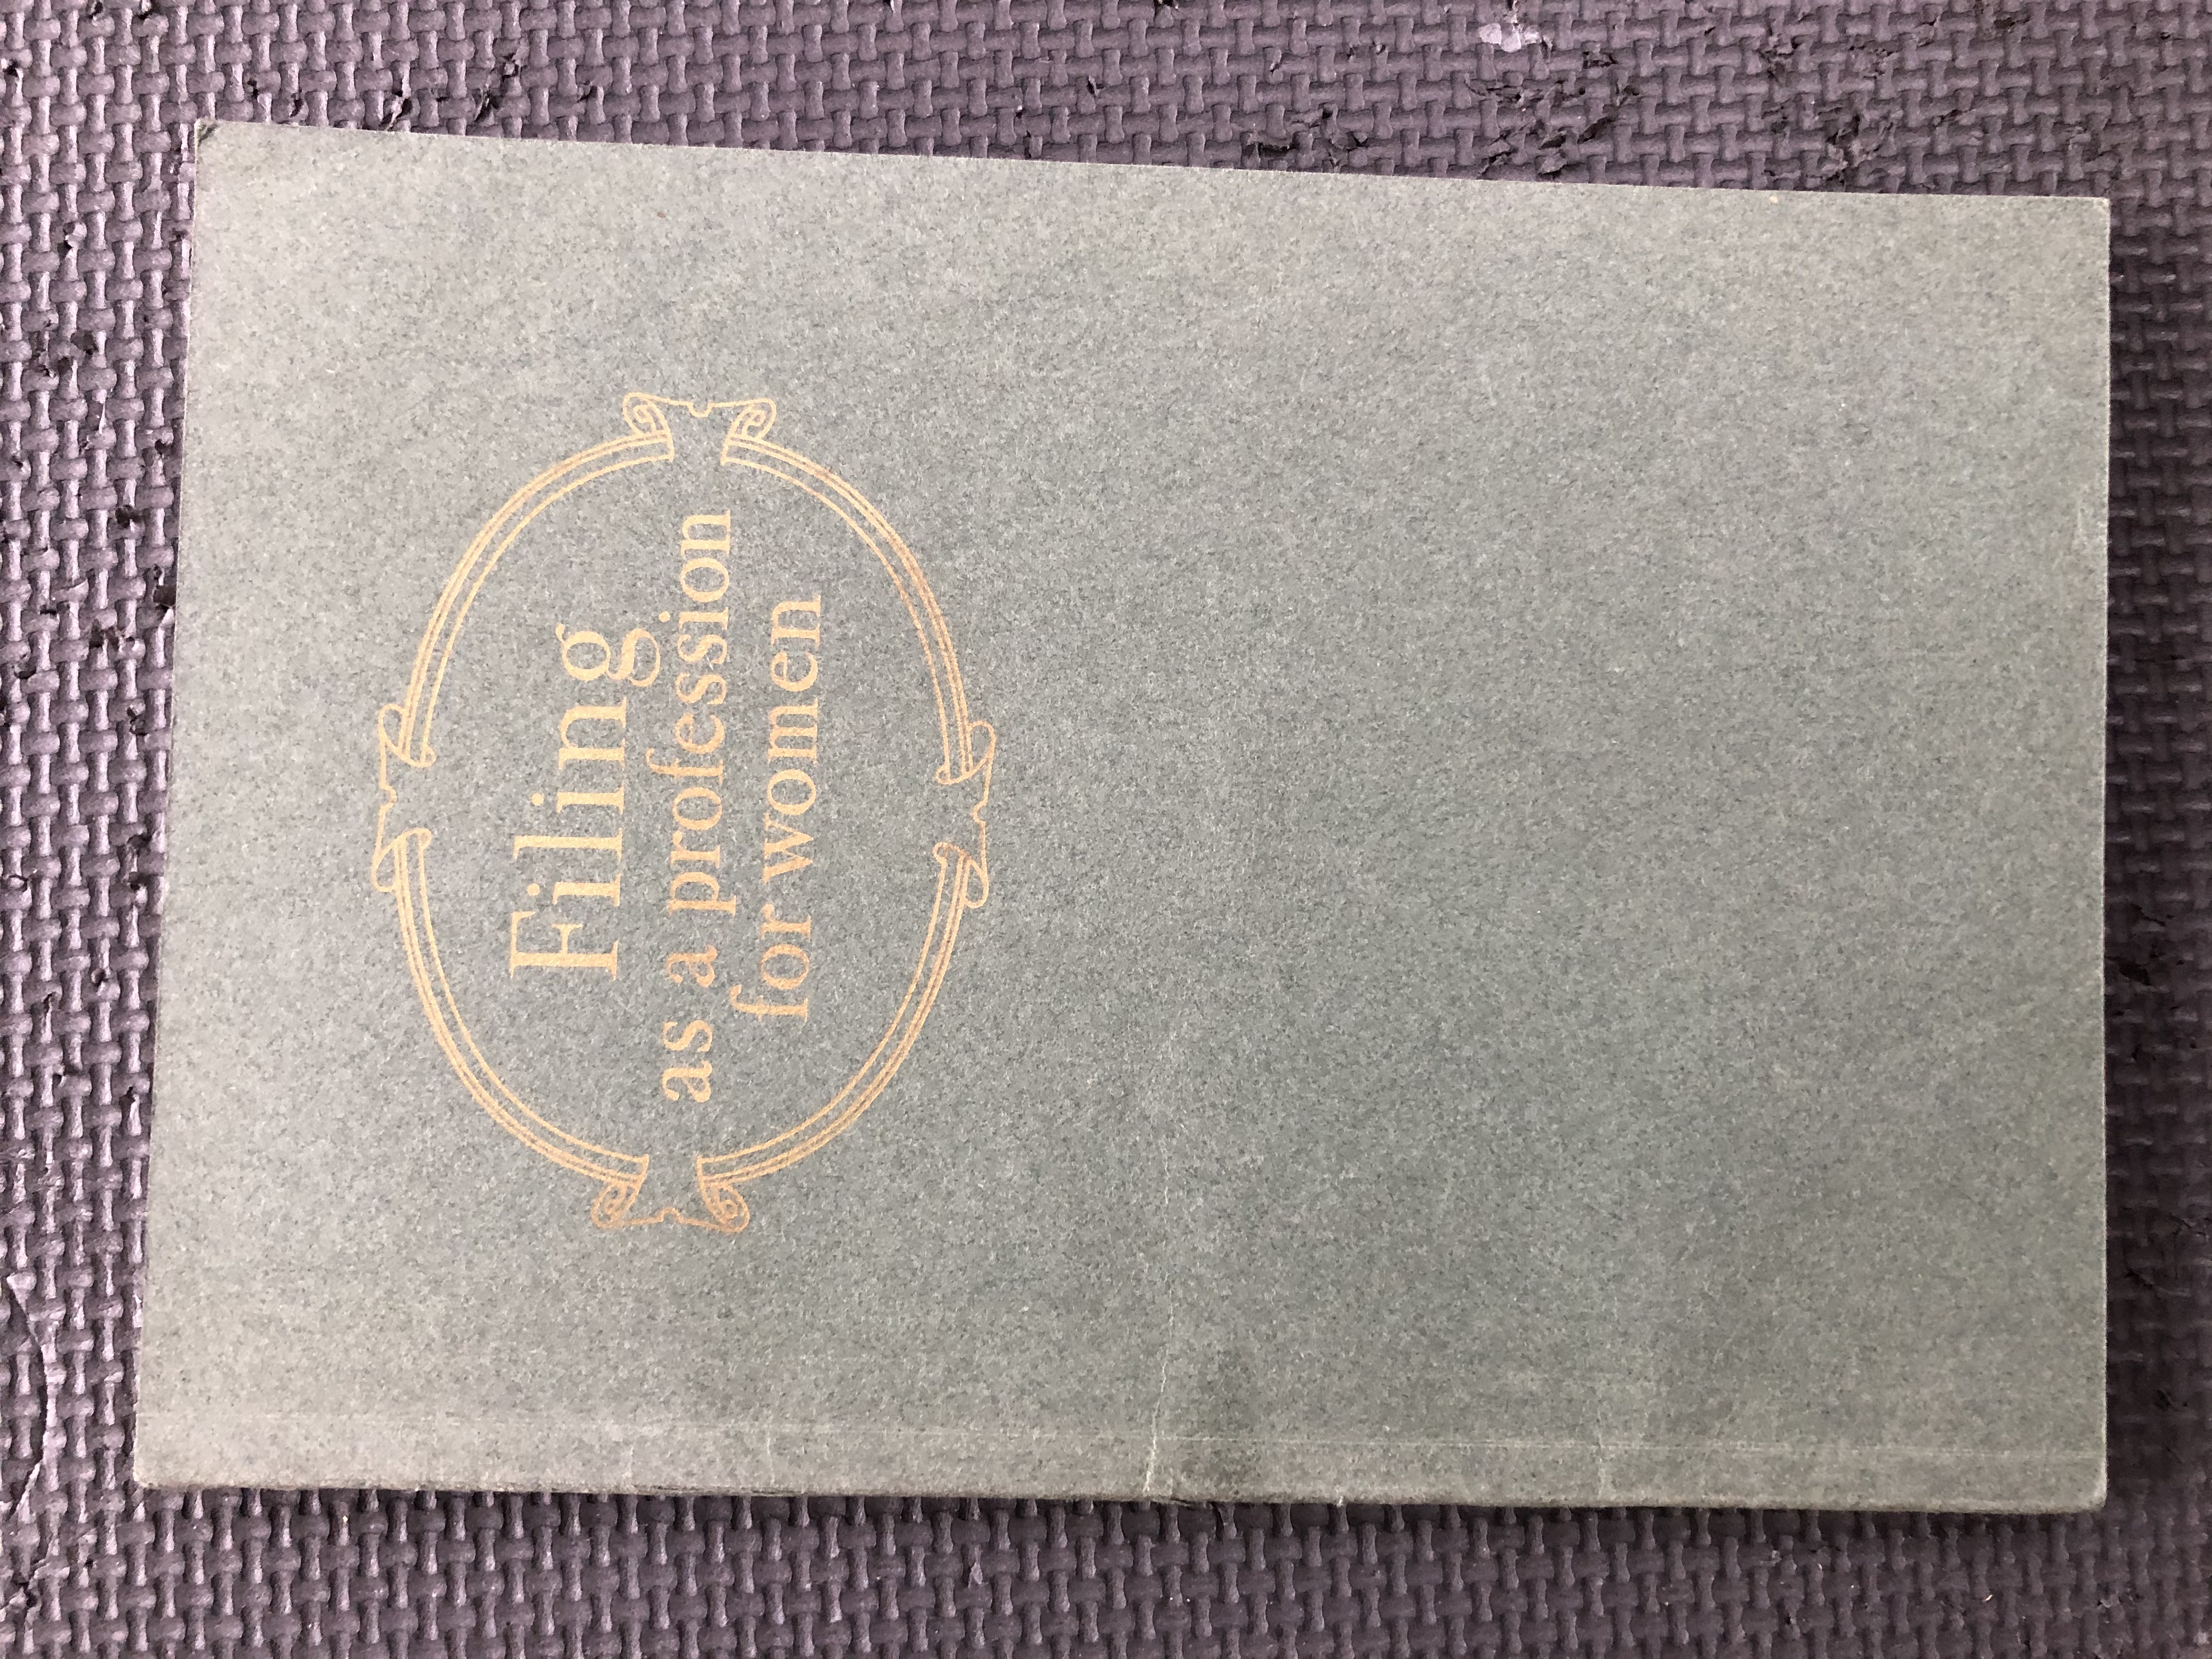 Filing
as a profession
for women